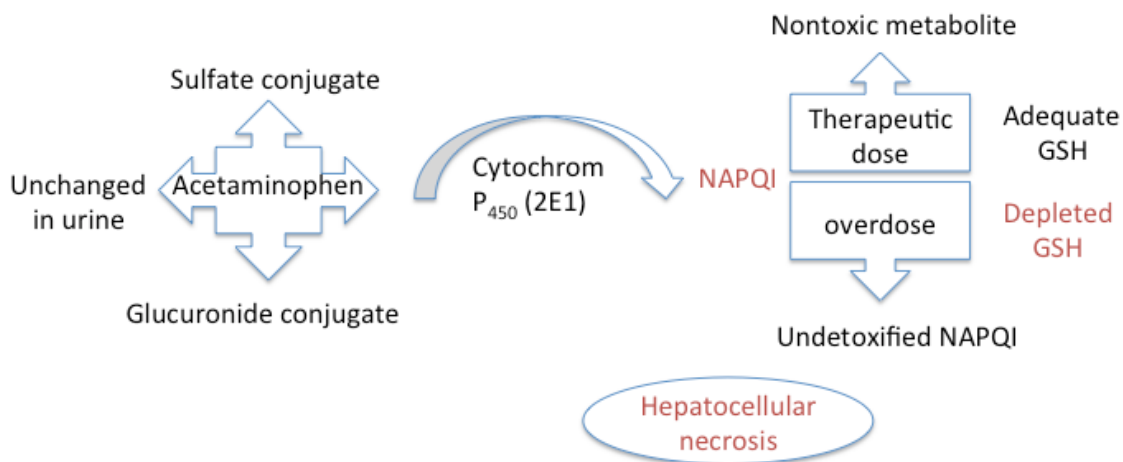 Nontoxic metabolite
Sulfate conjugate
Therapeutic
dose
Adequate
GSH
Unchanged
in urine
Acetaminophen
Cytochrom
P450 (2E1)
NAPQI
overdose
Depleted
GSH
Glucuronide conjugate
Undetoxified NAPQI
Hepatocellular
necrosis